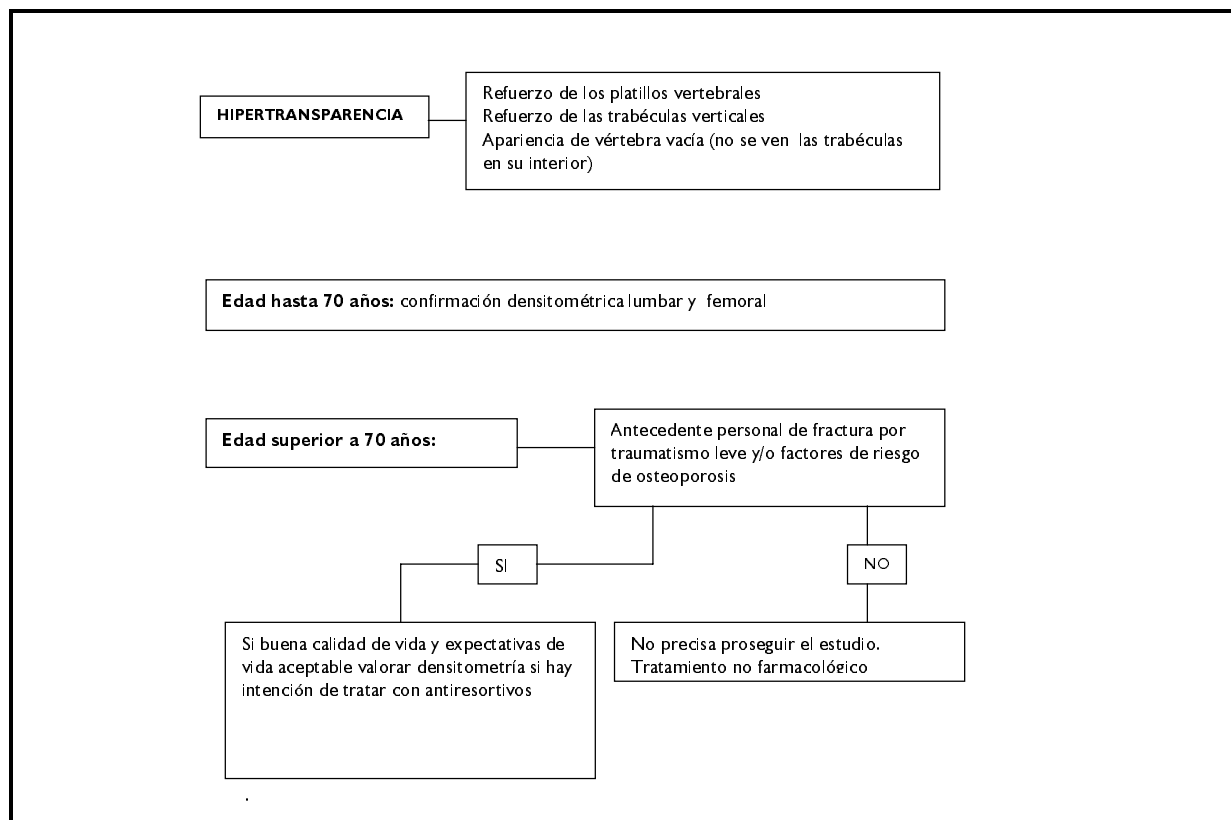 HIPERTRANSPARENCIA
Refuerzo de los platillos vertebrales
Refuerzo de las trabéculas verticales
Apariencia de vértebra vacía (no se ven las trabéculas
en su interior)
Edad hasta 70 años: confirmación densitométrica lumbar y femoral
Edad superior a 70 años:
Antecedente personal de fractura por
traumatismo leve y/o factores de riesgo
de osteoporosis
SI
NO
Si buena calidad de vida y expectativas de
vida aceptable valorar densitometría si hay
intención de tratar con antiresortivos
No precisa proseguir el estudio.
Tratamiento no farmacológico
.